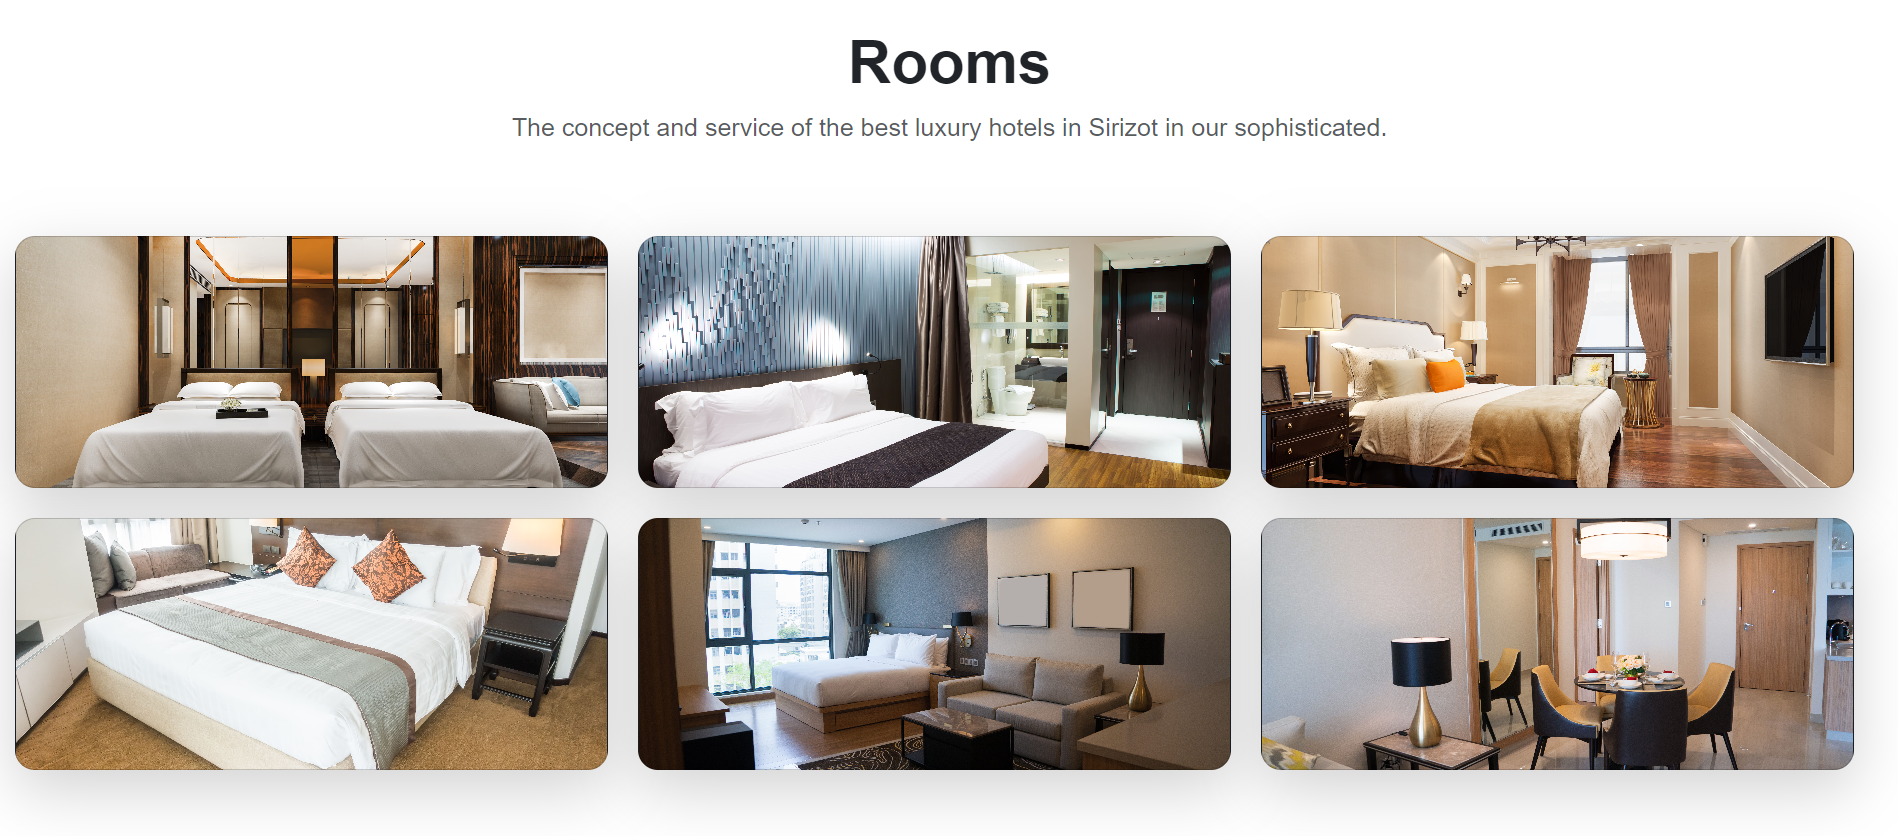 Rooms
The concept and service of the best luxury hotels in Sirizot in our sophisticated.